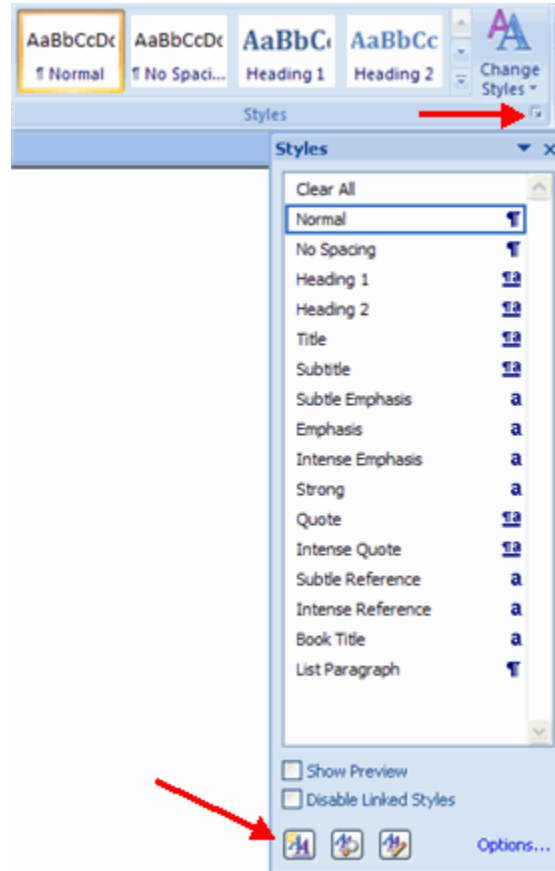 AaBbCcDc AaBbCcDc AaBbC AaBbCc
¶ Normal ¶ No Spaci... Heading 1 Heading 2 Change
Styles
Styles
Styles
Clear All
Normal ¶
No Spacing ¶
Heading 1 ¶a
Heading 2 ¶a
Title ¶a
Subtitle ¶a
Subtle Emphasis a
Emphasis a
Intense Emphasis a
Strong a
Quote ¶a
Intense Quote ¶a
Subtle Reference a
Intense Reference a
Book Title a
List Paragraph ¶
Show Preview
Disable Linked Styles
Options...